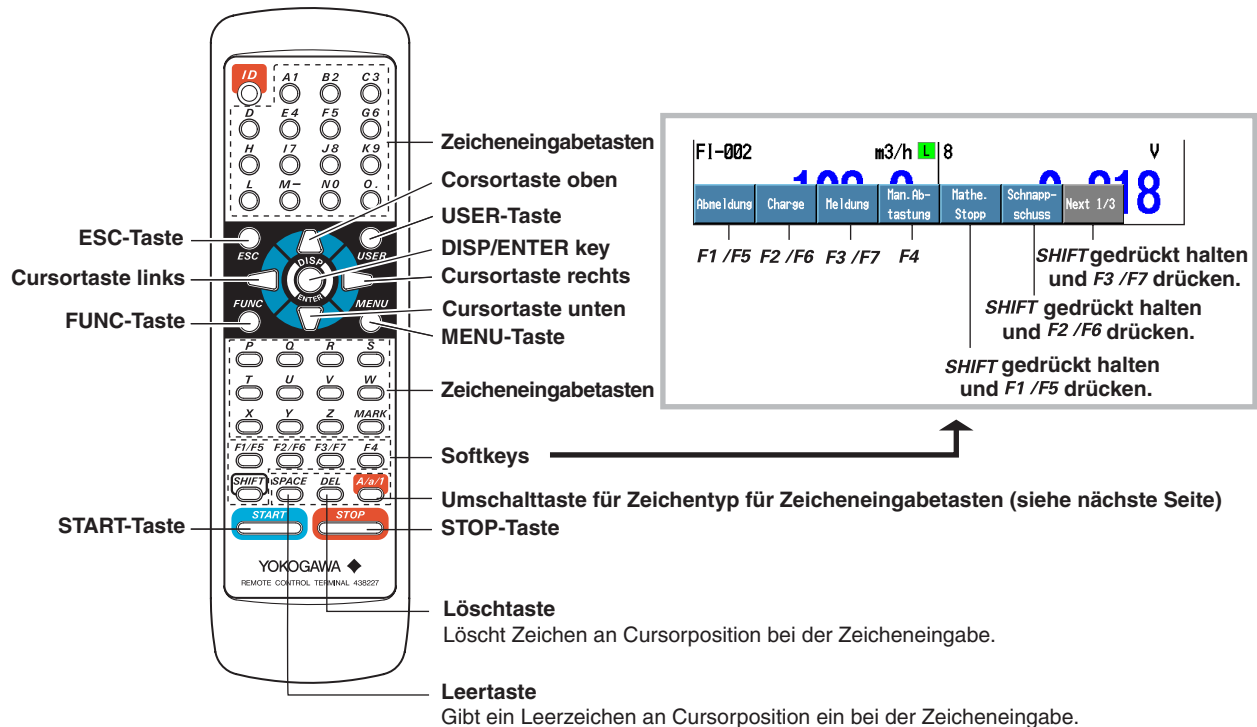 ID A1 B2 C3
D E4 F5 G6
H I7 J8 K9
L M− N0 O.
ESC USER
DISP
ENTER
FUNC MENU
P Q R S
T U V W
X Y Z MARK
F1/F5 F2/F6 F3/F7 F4
SHIFT SPACE DEL A/a/1
START STOP
YOKOGAWA
REMOTE CONTROL TERMINAL 438227
ESC-Taste
Cursortaste links
FUNC-Taste
START-Taste
Zeicheneingabetasten
Corsortaste oben
USER-Taste
DISP/ENTER key
Cursortaste rechts
Cursortaste unten
MENU-Taste
Zeicheneingabetasten
Softkeys
Umschalttaste für Zeichentyp für Zeicheneingabetasten (siehe nächste Seite)
STOP-Taste
Löschtaste
Löscht Zeichen an Cursorposition bei der Zeicheneingabe.
Leertaste
Gibt ein Leerzeichen an Cursorposition ein bei der Zeicheneingabe.
FI-002 m3/h L 8 V
Abmeldung Charge Meldung Man.Ab-
tastung Mathe.
Stopp Schnapp-
schuss Next 1/3
F1 /F5 F2 /F6 F3 /F7 F4
SHIFT gedrückt halten
und F3 /F7 drücken.
SHIFT gedrückt halten
und F2 /F6 drücken.
SHIFT gedrückt halten
und F1 /F5 drücken.